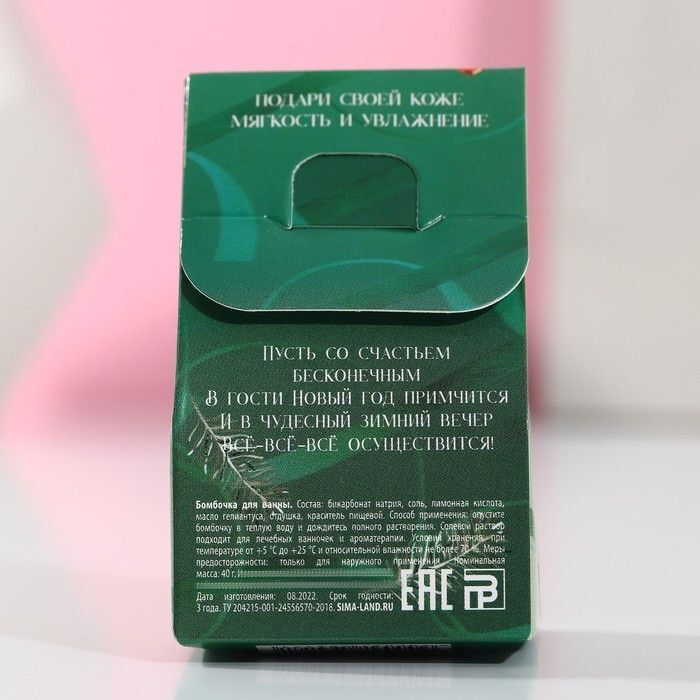 ПОДАРИ СВОЕЙ КОЖЕ
МЯГКОСТЬ И УВЛАЖНЕНИЕ
ПУСТЬ СО СЧАСТЬЕМ
БЕСКОНЕЧНЫМ
В ГОСТИ НОВЫЙ ГОД ПРИМЧИТСЯ
И В ЧУДЕСНЫЙ ЗИМНИЙ ВЕЧЕР
ВСЁ-ВСЁ-ВСЁ ОСУЩЕСТВИТСЯ!
Бомбочка для ванны. Состав: бикарбонат натрия, соль, лимонная кислота,
масло гелиантуса, отдушка, краситель пищевой. Способ применения: опустите
бомбочку в теплую воду и дождитесь полного растворения. Солевой раствор
подходит для лечебных ванночек и ароматерапии. Условия хранения: при
температуре от +5 °С до +25 °С и относительной влажности не более 70 %. Меры
предосторожности: только для наружного применения. Номинальная
масса: 40 г.
Дата изготовления: 08.2022. Срок годности:
3 года. ТУ 204215-001-24556570-2018. SIMA-LAND.RU
EAC